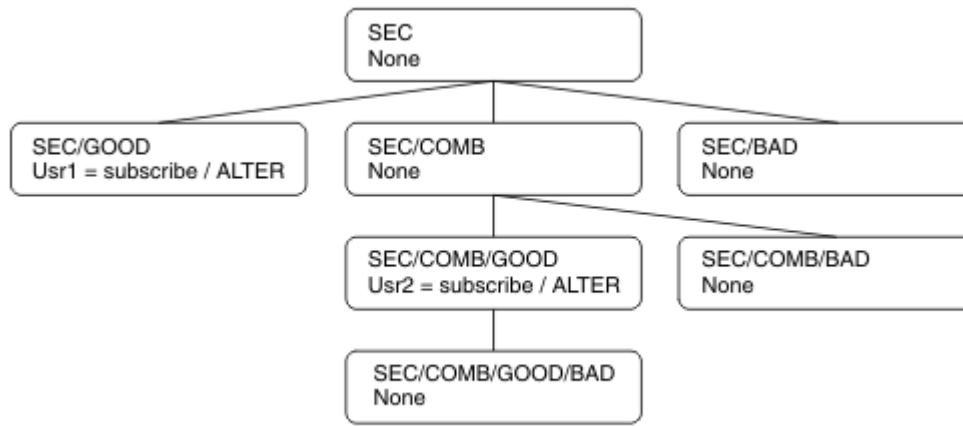 SEC
None
SEC/GOOD
Usr1 = subscribe / ALTER
SEC/COMB
None
SEC/BAD
None
SEC/COMB/GOOD
Usr2 = subscribe / ALTER
SEC/COMB/BAD
None
SEC/COMB/GOOD/BAD
None